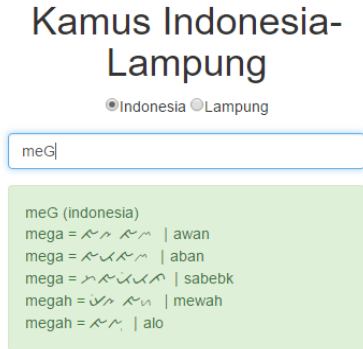 Kamus Indonesia-
Lampung
Indonesia Lampung
meG
meG (indonesia)
mega = | awan
mega = | aban
mega = | sabebk
megah = | mewah
megah = | alo